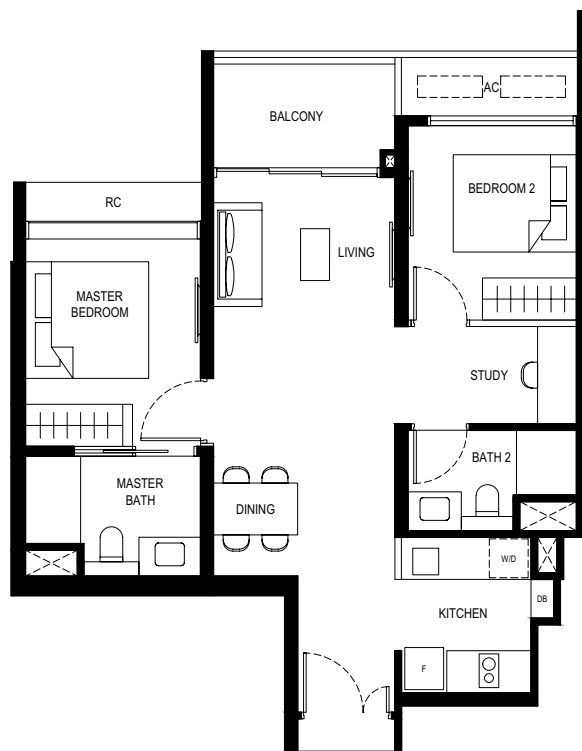 AC
BALCONY
BEDROOM 2
RC
LIVING
MASTER
BEDROOM
STUDY
BATH 2
MASTER
BATH
DINING
W/D
DB
KITCHEN
F